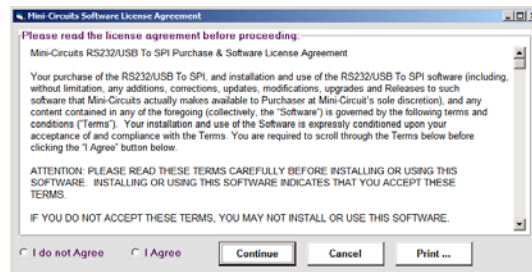 Mini-Circuits Software License Agreement
Please read the license agreement before proceeding:
Mini-Circuits RS232/USB To SPI Purchase & Software License Agreement
Your purchase of the RS232/USB To SPI, and installation and use of the RS232/USB To SPI software (including,
without limitation, any additions, corrections, updates, modifications, upgrades and Releases to such
software that Mini-Circuits actually makes available to Purchaser at Mini-Circuit's sole discretion), and any
content contained in any of the foregoing (collectively, the "Software") is governed by the following terms and
conditions ("Terms"). Your installation and use of the Software is expressly conditioned upon your
acceptance of and compliance with the Terms. You are required to scroll through the Terms below before
clicking the "I Agree" button below.
ATTENTION: PLEASE READ THESE TERMS CAREFULLY BEFORE INSTALLING OR USING THIS
SOFTWARE. INSTALLING OR USING THIS SOFTWARE INDICATES THAT YOU ACCEPT THESE
TERMS.
IF YOU DO NOT ACCEPT THESE TERMS, YOU MAY NOT INSTALL OR USE THIS SOFTWARE.
I do not Agree I Agree Continue Cancel Print ...